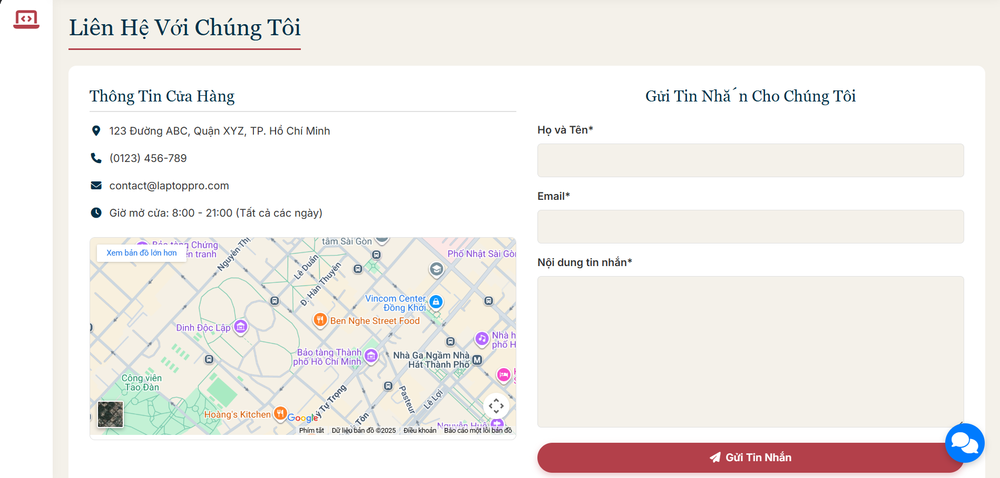 Liên Hệ Với Chúng Tôi
Thông Tin Cửa Hàng
123 Đường ABC, Quận XYZ, TP. Hồ Chí Minh
(0123) 456-789
contact@laptoppro.com
Giờ mở cửa: 8:00 - 21:00 (Tất cả các ngày)
Xem bản đồ lớn hơn
Bảo tàng Chứng
tranh
Nguyễn Thị
tâm Sài Gòn
Phố Nhật Sài Gòn
Lê Duẩn
Đ. Hàn Thuyên
Vincom Center
Đồng Khởi
Ben Nghe Street Food
Dinh Độc Lập
Nhà h
phố H
Bảo tàng Thành
phố Hồ Chí Minh
Nhà Ga Ngầm Nhà
Hát Thành Phố
M
Công viên
Tao Đàn
Pasteur
Lê Lợi
Lý Tự Trọng
Hoàng's Kitchen
Google
Tôn
Nguyễn Huệ
Phím tắt
Dữ liệu bản đồ ©2025
Điều khoản
Báo cáo một lỗi bản đồ
Gửi Tin Nhắn Cho Chúng Tôi
Họ và Tên*
Email*
Nội dung tin nhắn*
Gửi Tin Nhắn